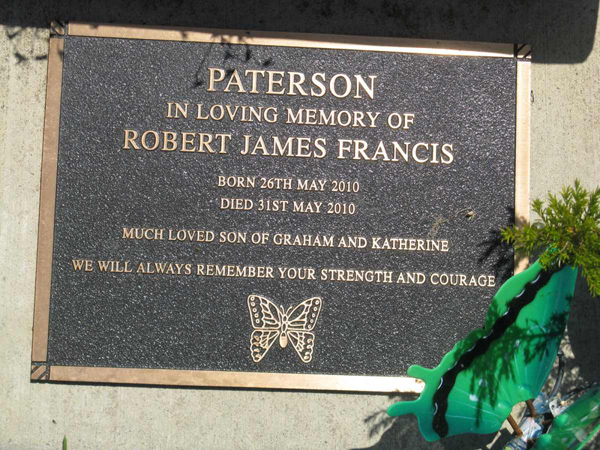 PATERSON
IN LOVING MEMORY OF
ROBERT JAMES FRANCIS
BORN 26TH MAY 2010
DIED 31ST MAY 2010
MUCH LOVED SON OF GRAHAM AND KATHERINE
WE WILL ALWAYS REMEMBER YOUR STRENGTH AND COURAGE